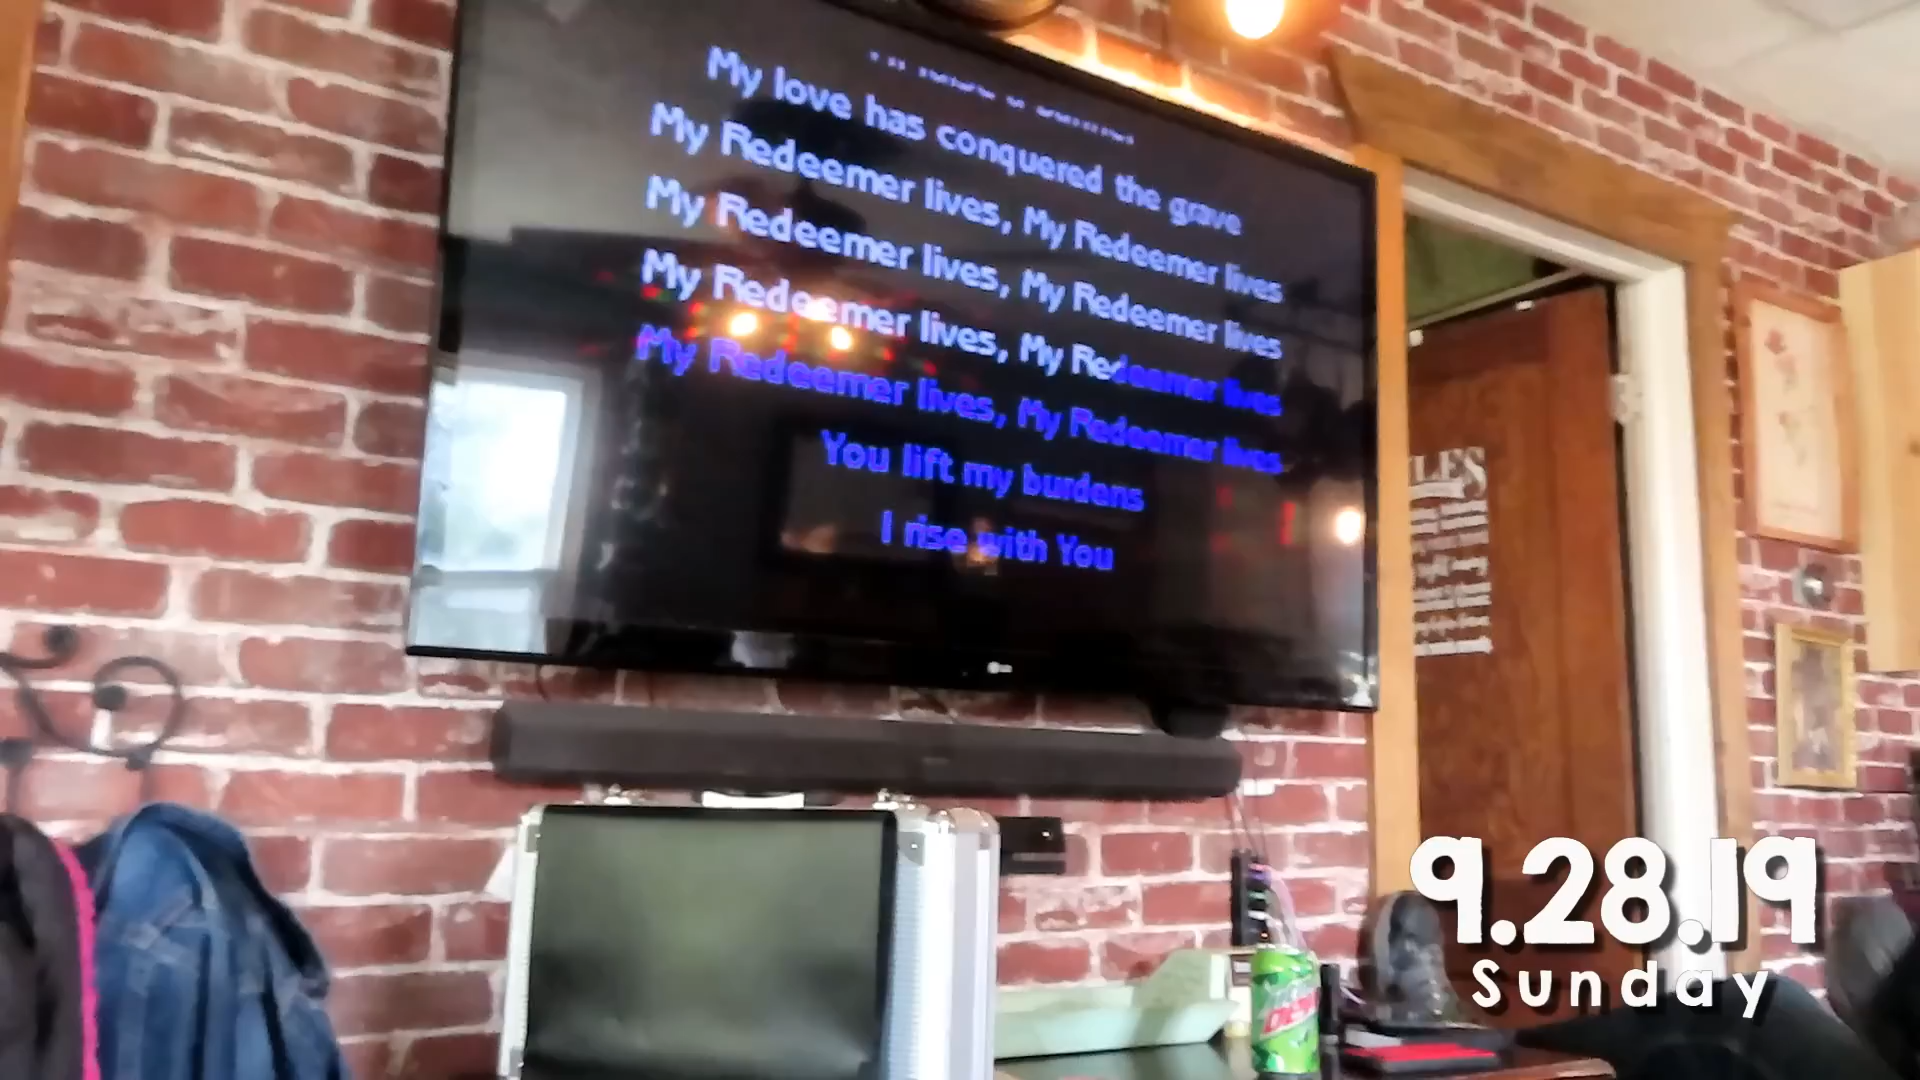 My love has conquered the grave
My Redeemer lives, My Redeemer lives
My Redeemer lives, My Redeemer lives
My Redeemer lives, My Redeemer lives
My Redeemer lives, My Redeemer lives
You lift my burdens
I rise with You
9.28.19
Sunday